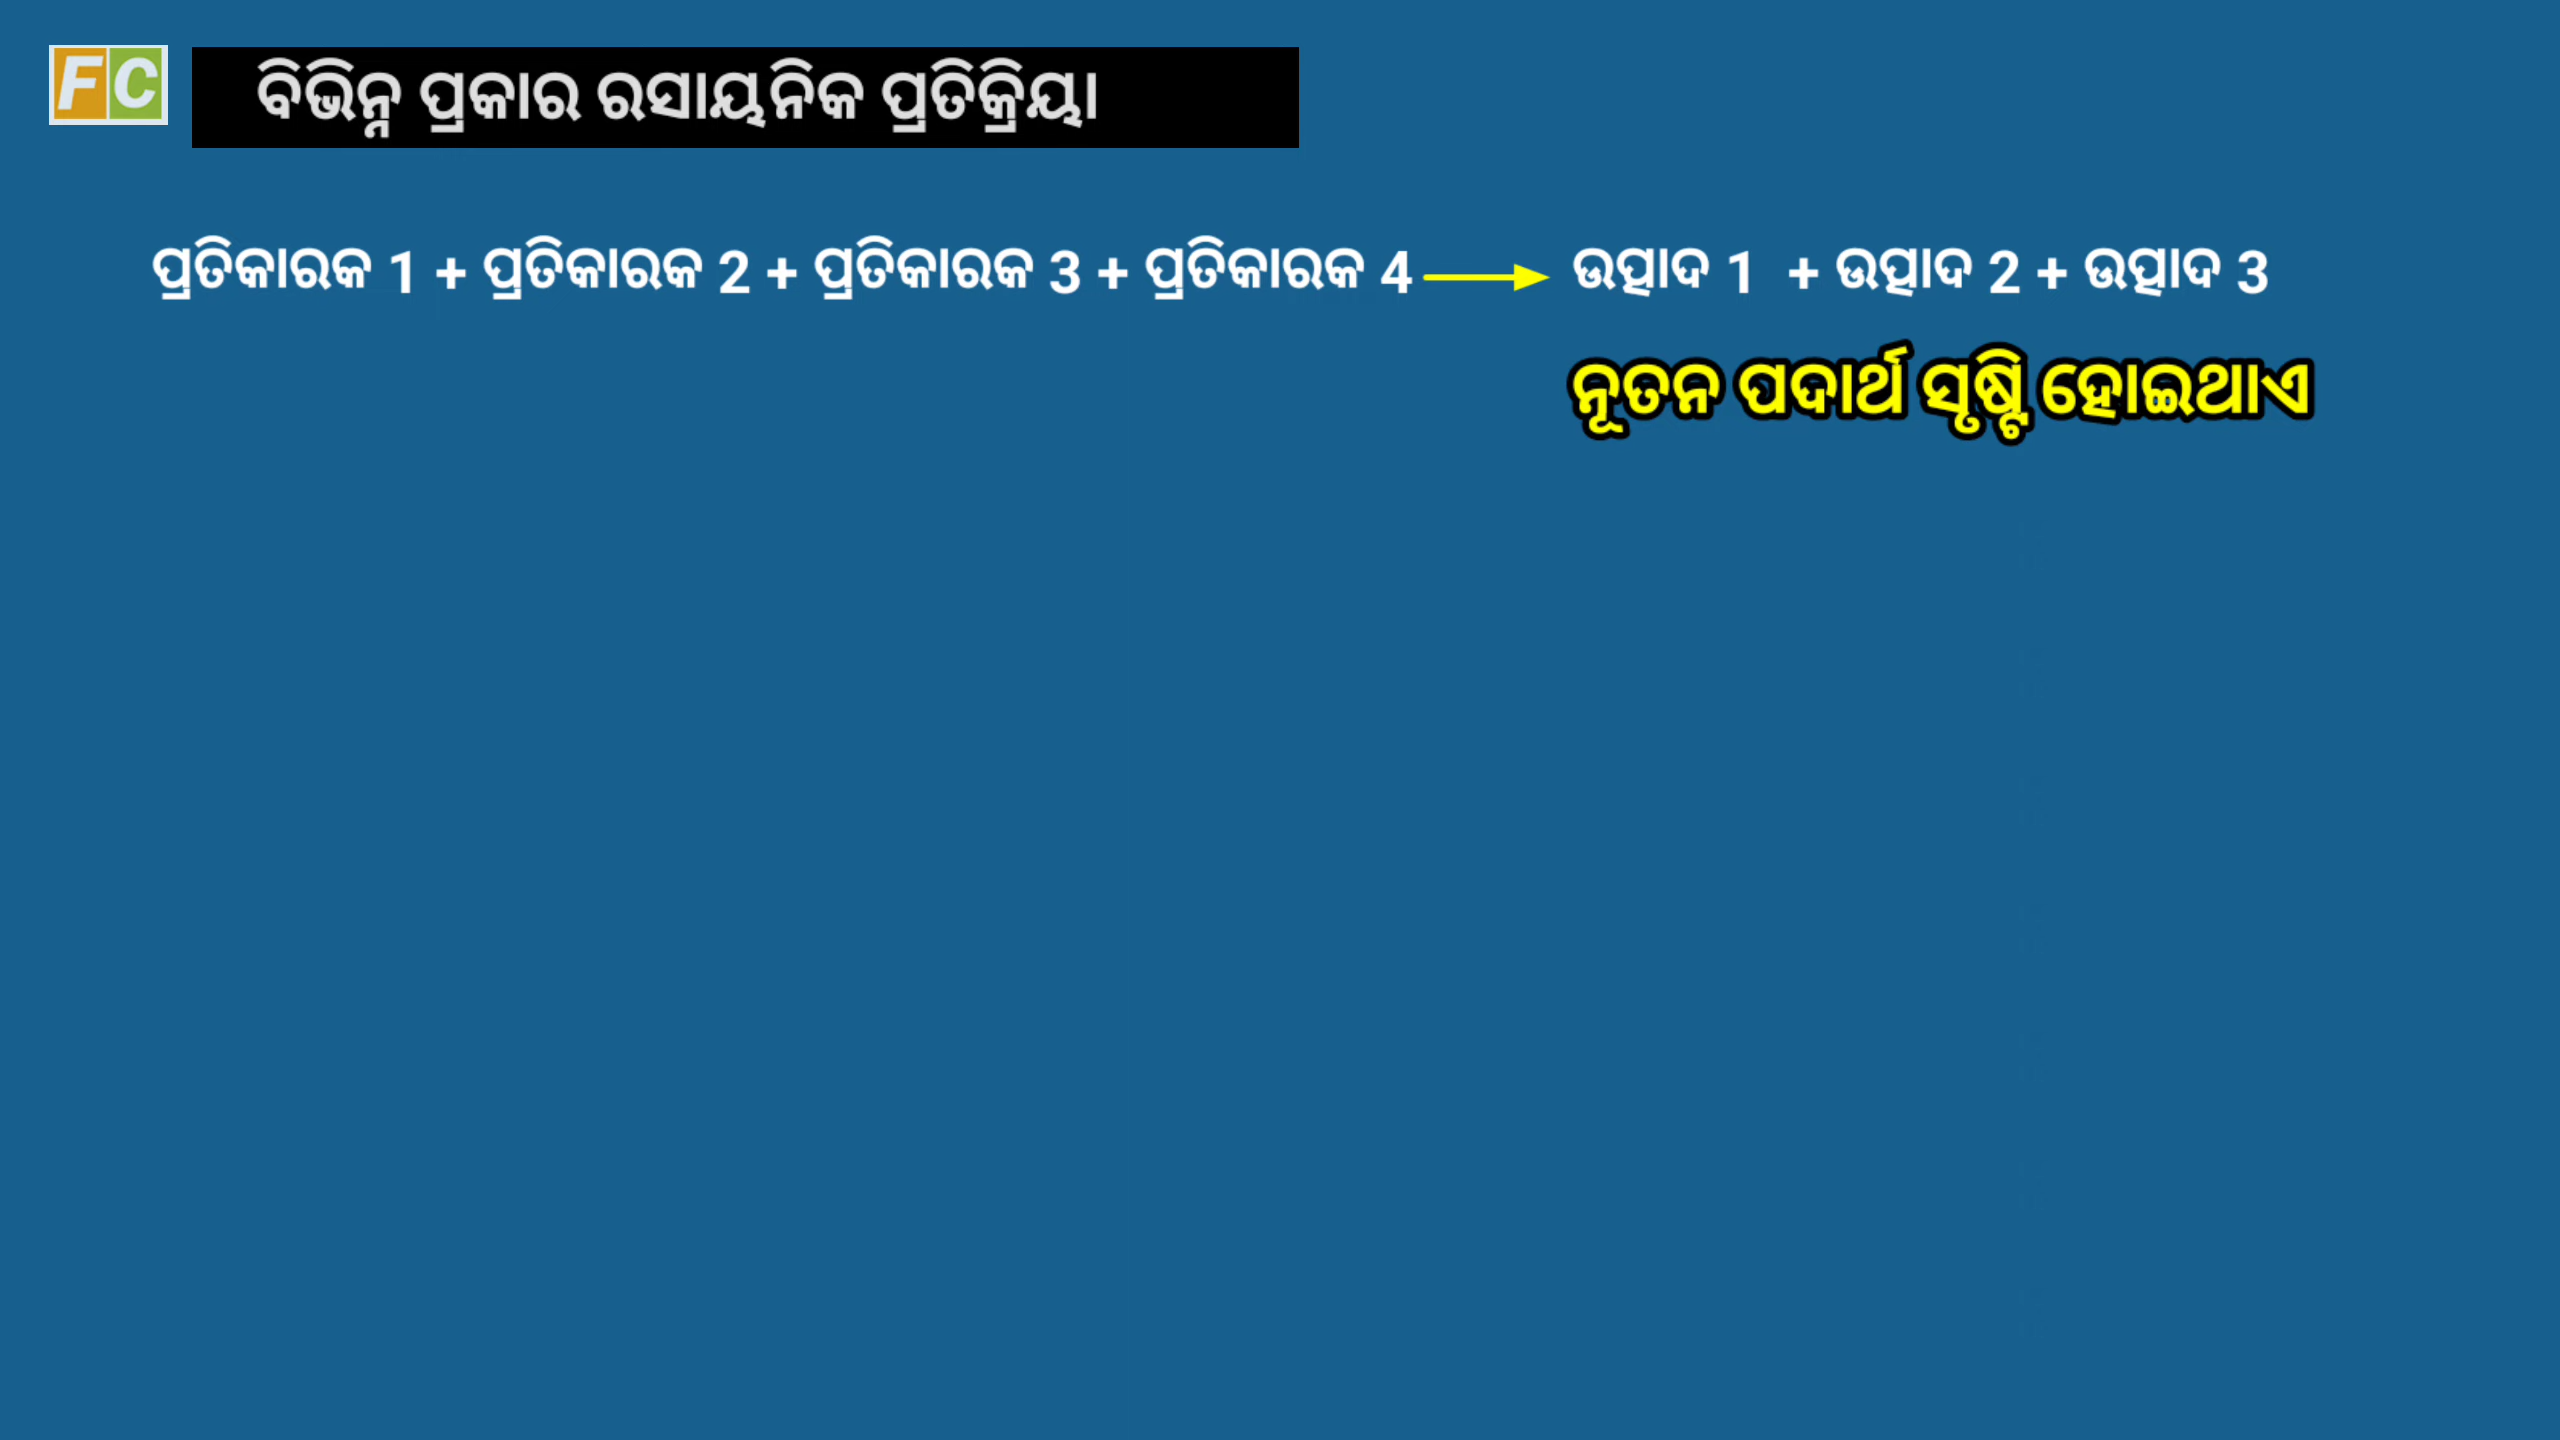 FC
ବିଭିନ୍ନ ପ୍ରକାର ରସାୟନିକ ପ୍ରତିକ୍ରିୟା
ପ୍ରତିକାରକ 1 + ପ୍ରତିକାରକ 2 + ପ୍ରତିକାରକ 3 + ପ୍ରତିକାରକ 4 → ଉତ୍ପାଦ 1 + ଉତ୍ପାଦ 2 + ଉତ୍ପାଦ 3
ନୂତନ ପଦାର୍ଥ ସୃଷ୍ଟି ହୋଇଥାଏ